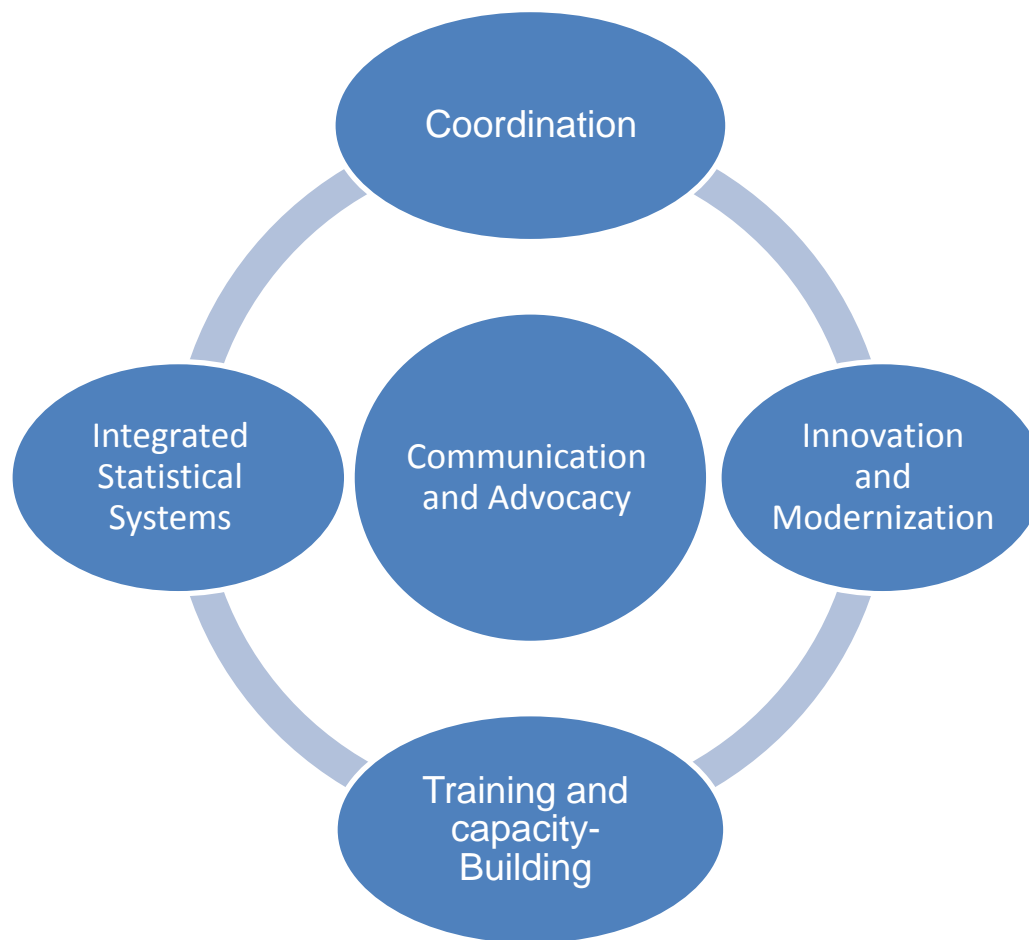 Coordination
Integrated
Statistical
Systems
Communication
and Advocacy
Innovation
and
Modernization
Training and
capacity-
Building